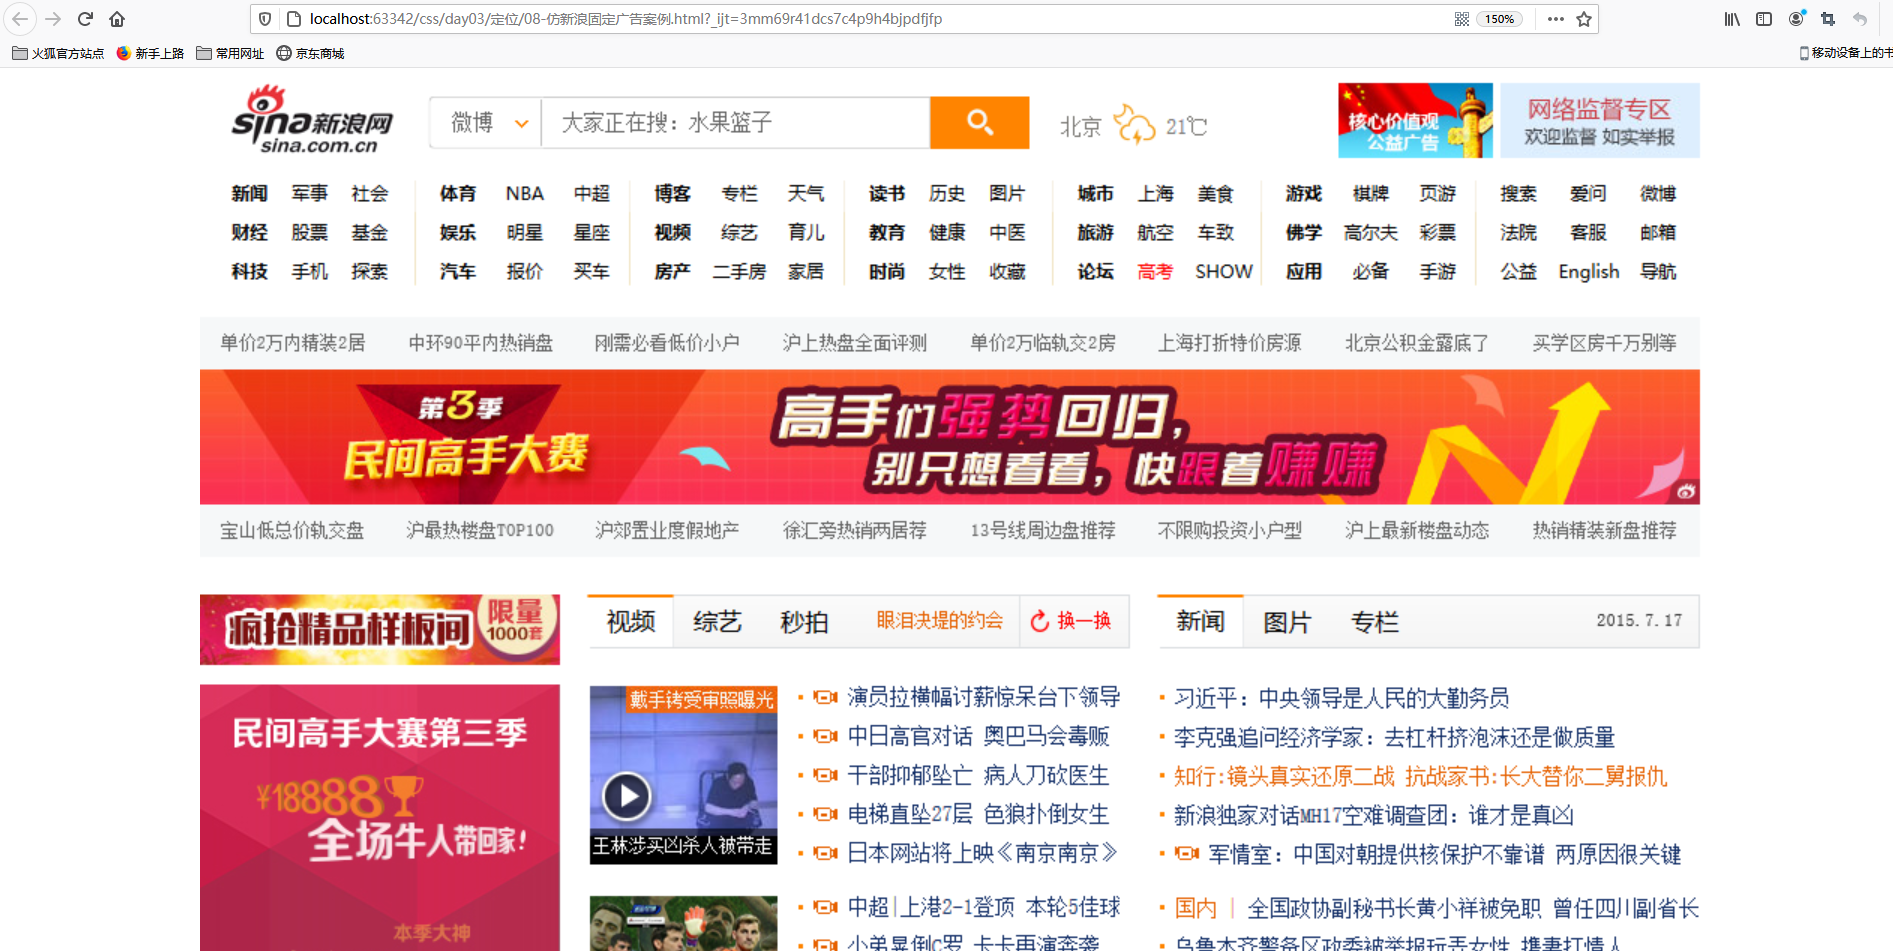 localhost:63342/css/day03/定位/08-仿新浪固定广告案例.html?_ijt=3mm69r41dcs7c4p9h4bjpdfjfp
150%
火狐官方站点 新手上路 常用网址 京东商城
移动设备上的书
sina新浪网
sina.com.cn
微博 大家正在搜：水果篮子
北京 21℃
核心价值观
公益广告
网络监督专区
欢迎监督 如实举报
新闻 军事 社会 体育 NBA 中超 博客 专栏 天气 读书 历史 图片 城市 上海 美食 游戏 棋牌 页游 搜索 爱问 微博
财经 股票 基金 娱乐 明星 星座 视频 综艺 育儿 教育 健康 中医 旅游 航空 车致 佛学 高尔夫 彩票 法院 客服 邮箱
科技 手机 探索 汽车 报价 买车 房产 二手房 家居 时尚 女性 收藏 论坛 高考 SHOW 应用 必备 手游 公益 English 导航
单价2万内精装2居 中环90平内热销盘 刚需必看低价小户 沪上热盘全面评测 单价2万临轨交2房 上海打折特价房源 北京公积金露底了 买学区房千万别等
第3季
民间高手大赛
高手们强势回归，
别只想看看，快跟着赚赚
宝山低总价轨交盘 沪最热楼盘TOP100 沪郊置业度假地产 徐汇旁热销两居荐 13号线周边盘推荐 不限购投资小户型 沪上最新楼盘动态 热销精装新盘推荐
疯抢精品样板间
限量
1000套
视频 综艺 秒拍 眼泪决堤的约会 换一换
新闻 图片 专栏 2015.7.17
民间高手大赛第三季
¥18888
全场牛人带回家!
本季大神
戴手铐受审照曝光
王林涉买凶杀人被带走
演员拉横幅讨薪惊呆台下领导
中日高官对话 奥巴马会毒贩
干部抑郁坠亡 病人刀砍医生
电梯直坠27层 色狼扑倒女生
日本网站将上映《南京南京》
中超|上港2-1登顶 本轮5佳球
小弟晃倒C罗 卡卡再演奔袭
习近平：中央领导是人民的大勤务员
李克强追问经济学家：去杠杆挤泡沫还是做质量
知行:镜头真实还原二战 抗战家书:长大替你二舅报仇
新浪独家对话MH17空难调查团：谁才是真凶
军情室：中国对朝提供核保护不靠谱 两原因很关键
国内 | 全国政协副秘书长黄小祥被免职 曾任四川副省长
乌鲁木齐警备区政委被举报玩弄女性 携妻打情人